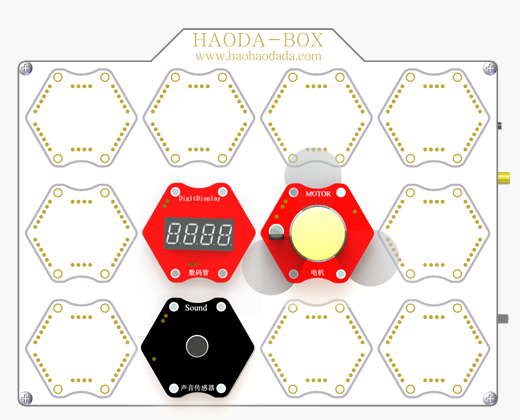 HAODA-BOX
www.haohaodada.com
DigitDisplay
MOTOR
8888
数码管
电机
Sound
声音传感器